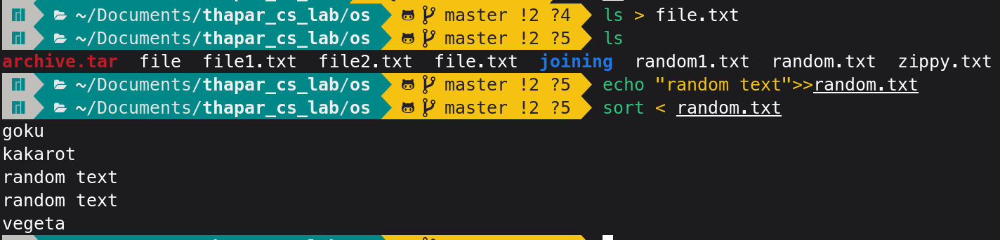 ~/Documents/thapar_cs_lab/os master !2 ?4 ls > file.txt
~/Documents/thapar_cs_lab/os master !2 ?5 ls
archive.tar file file1.txt file2.txt file.txt joining random1.txt random.txt zippy.txt
~/Documents/thapar_cs_lab/os master !2 ?5 echo "random text">>random.txt
~/Documents/thapar_cs_lab/os master !2 ?5 sort < random.txt
goku
kakarot
random text
random text
vegeta